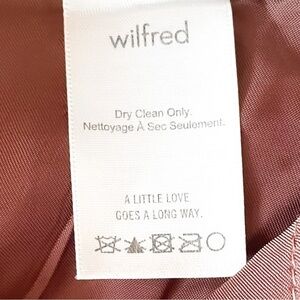 wilfred
Dry Clean Only.
Nettoyage À Sec Seulement.
A LITTLE LOVE
GOES A LONG WAY.